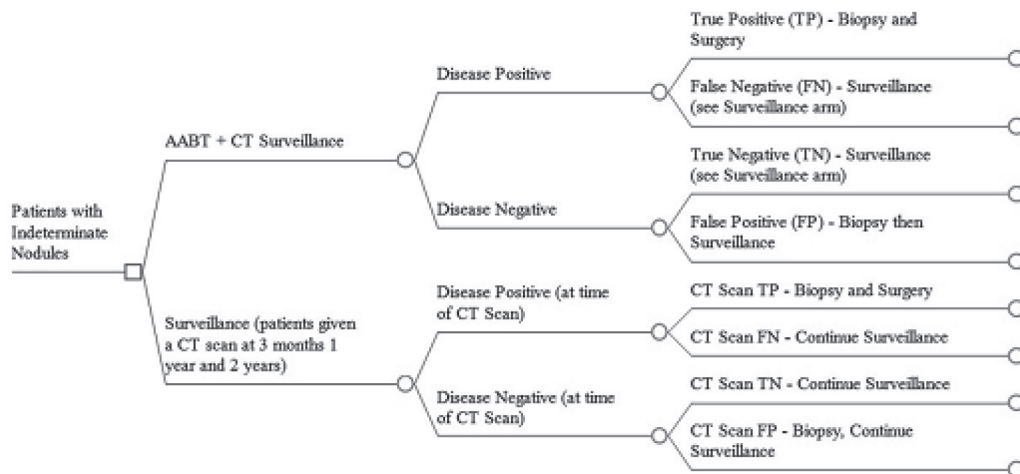 True Positive (TP) - Biopsy and
Surgery
Disease Positive
False Negative (FN) - Surveillance
(see Surveillance arm)
AABT + CT Surveillance
True Negative (TN) - Surveillance
(see Surveillance arm)
Disease Negative
False Positive (FP) - Biopsy then
Surveillance
Patients with
Indeterminate
Nodules
Disease Positive (at time
of CT Scan)
CT Scan TP - Biopsy and Surgery
Surveillance (patients given
a CT scan at 3 months 1
year and 2 years)
CT Scan FN - Continue Surveillance
Disease Negative (at time
of CT Scan)
CT Scan TN - Continue Surveillance
CT Scan FP - Biopsy, Continue
Surveillance